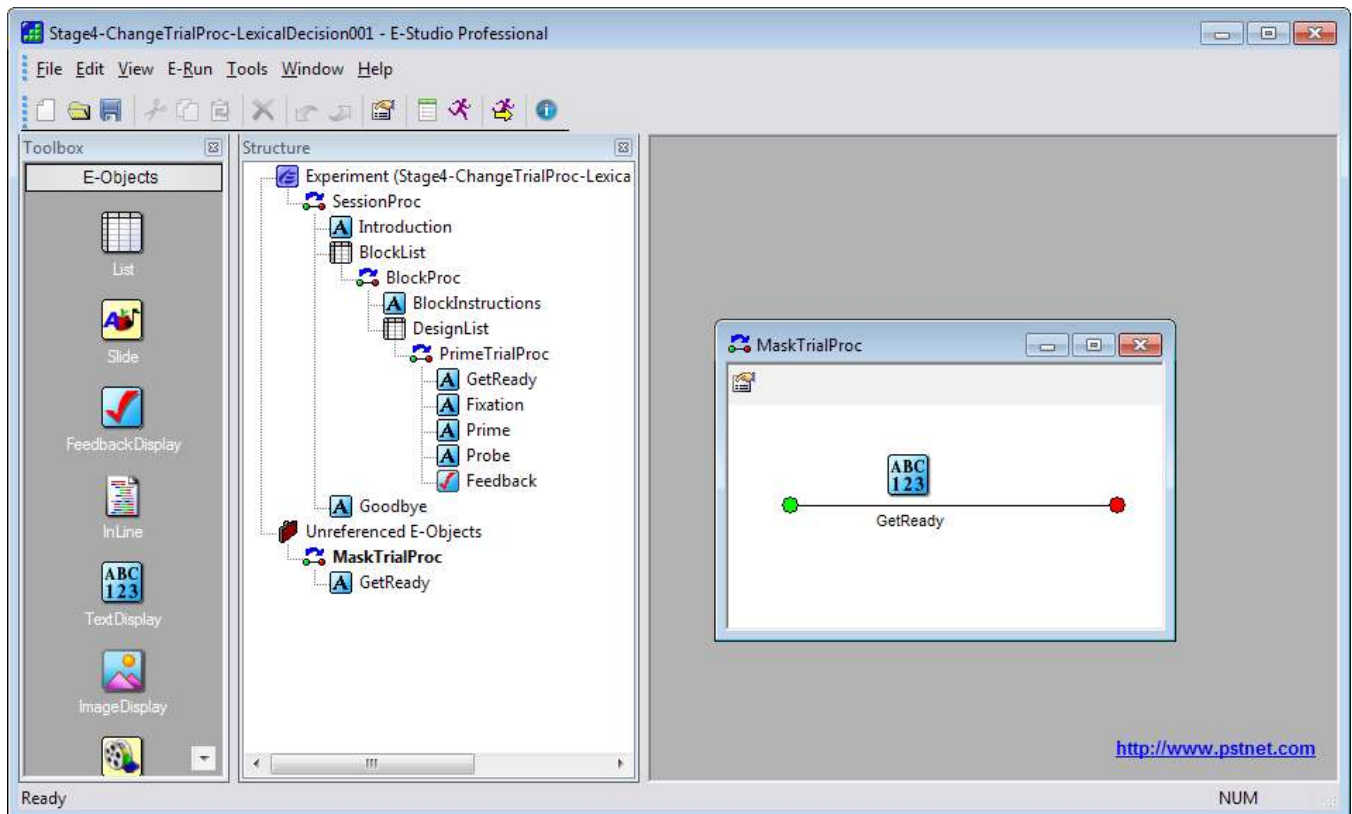 Stage4-ChangeTrialProc-LexicalDecision001 - E-Studio Professional
File Edit View E-Run Tools Window Help
Toolbox
E-Objects
List
Slide
FeedbackDisplay
InLine
ABC
123
TextDisplay
ImageDisplay
Structure
Experiment (Stage4-ChangeTrialProc-Lexica
SessionProc
A Introduction
BlockList
BlockProc
A BlockInstructions
DesignList
PrimeTrialProc
A GetReady
A Fixation
A Prime
A Probe
Feedback
A Goodbye
Unreferenced E-Objects
MaskTrialProc
A GetReady
MaskTrialProc
ABC
123
GetReady
http://www.pstnet.com
Ready
NUM